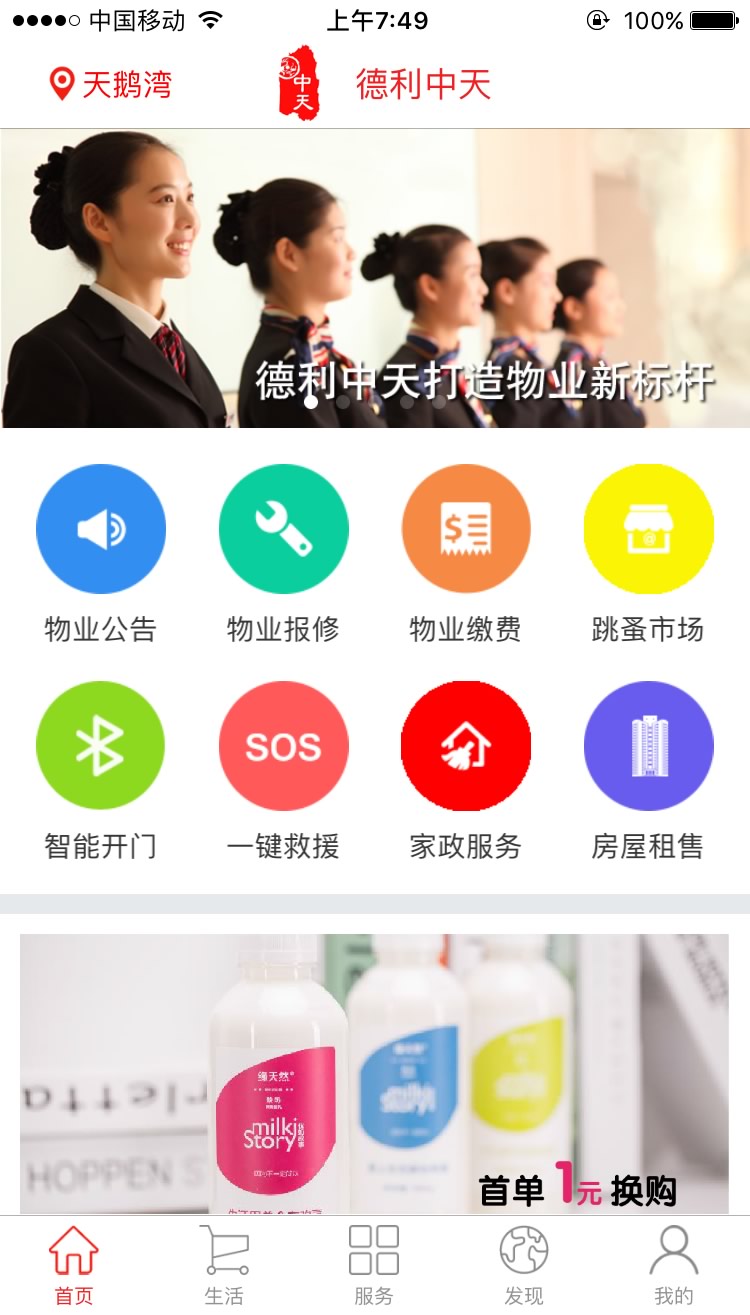 中国移动 上午7:49 100%
天鹅湾 中天 德利中天
德利中天打造物业新标杆
物业公告 物业报修 物业缴费 跳蚤市场
SOS
智能开门 一键救援 家政服务 房屋租售
缘天然
milk
Story
HOPPEN S
首单1元换购
首页 生活 服务 发现 我的